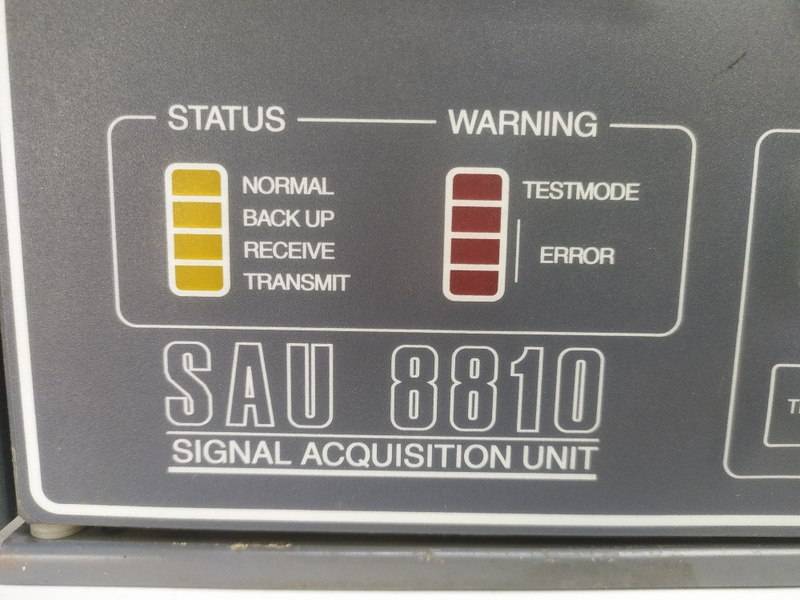 STATUS
WARNING
NORMAL
BACK UP
RECEIVE
TRANSMIT
TESTMODE
ERROR
SAU 8810
SIGNAL ACQUISITION UNIT